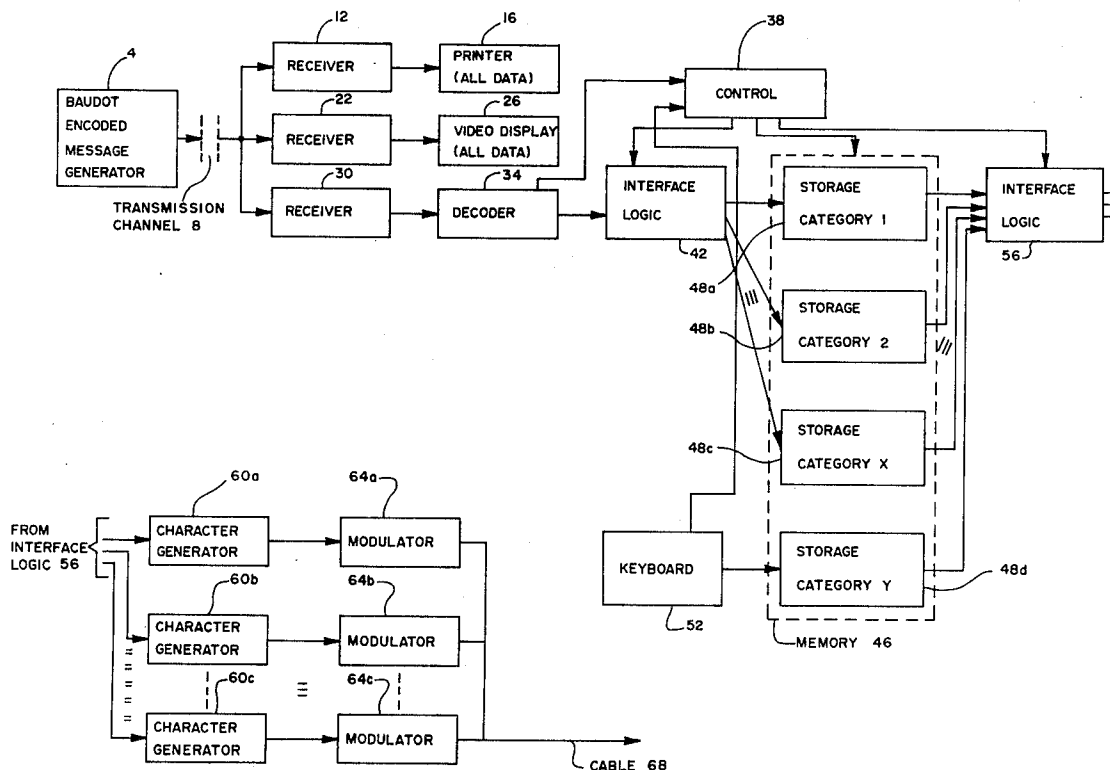 4
BAUDOT
ENCODED
MESSAGE
GENERATOR
TRANSMISSION
CHANNEL 8
12
RECEIVER
16
PRINTER
(ALL DATA)
22
RECEIVER
26
VIDEO DISPLAY
(ALL DATA)
30
RECEIVER
34
DECODER
38
CONTROL
INTERFACE
LOGIC
42
STORAGE
CATEGORY 1
48a
STORAGE
CATEGORY 2
48b
STORAGE
CATEGORY X
48c
STORAGE
CATEGORY Y
48d
MEMORY 46
KEYBOARD
52
INTERFACE
LOGIC
56
FROM
INTERFACE
LOGIC 56
60a
CHARACTER
GENERATOR
64a
MODULATOR
60b
CHARACTER
GENERATOR
64b
MODULATOR
60c
CHARACTER
GENERATOR
64c
MODULATOR
CABLE 68